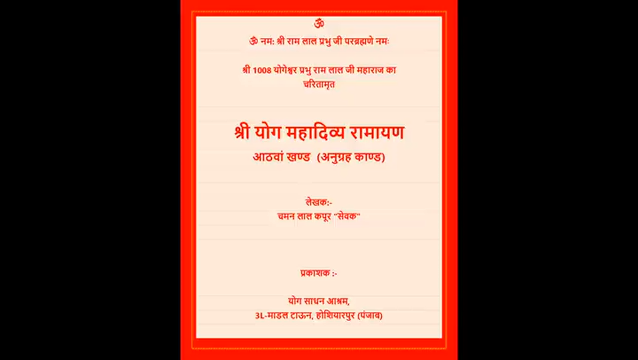 ॐ
ॐ नम: श्री राम लाल प्रभु जी परब्रह्मणे नमः
श्री 1008 योगेश्वर प्रभु राम लाल जी महाराज का
चरितामृत
श्री योग महादिव्य रामायण
आठवां खण्ड (अनुग्रह काण्ड)
लेखक:-
चमन लाल कपूर "सेवक"
प्रकाशक :-
योग साधन आश्रम,
3L-माडल टाऊन, होशियारपुर (पंजाब)